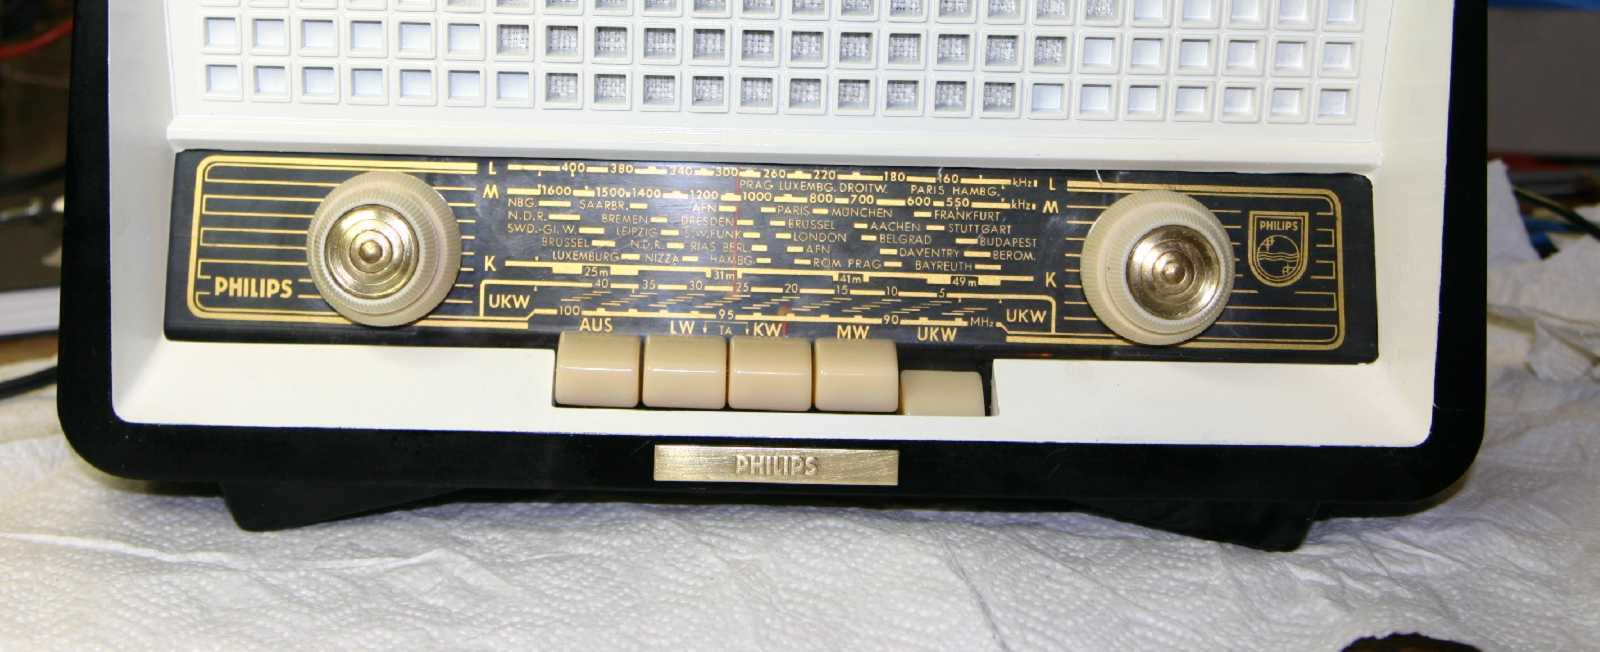 L 400 380 340 300 260 220 180 160 kHz L
PRAG LUXEMBG. DROITW. PARIS HAMBG.
M 1600 1500 1400 1200 1000 800 700 600 550 kHz M
NBG. SAARBR. AFN PARIS MÜNCHEN FRANKFURT
N.D.R. BREMEN DRESDEN BRÜSSEL AACHEN STUTTGART
SWD.-GI.W. LEIPZIG S.W.FUNK LONDON BELGRAD BUDAPEST
BRÜSSEL N.D.R. RIAS BERL AFN DAVENTRY BEROM.
LUXEMBURG NIZZA HAMBG. ROM PRAG BAYREUTH
K 25m 31m 41m 49m K
40 35 30 25 20 15 10 5
UKW UKW
100 95 90 MHz
AUS LW TA KW MW UKW
PHILIPS
PHILIPS
PHILIPS